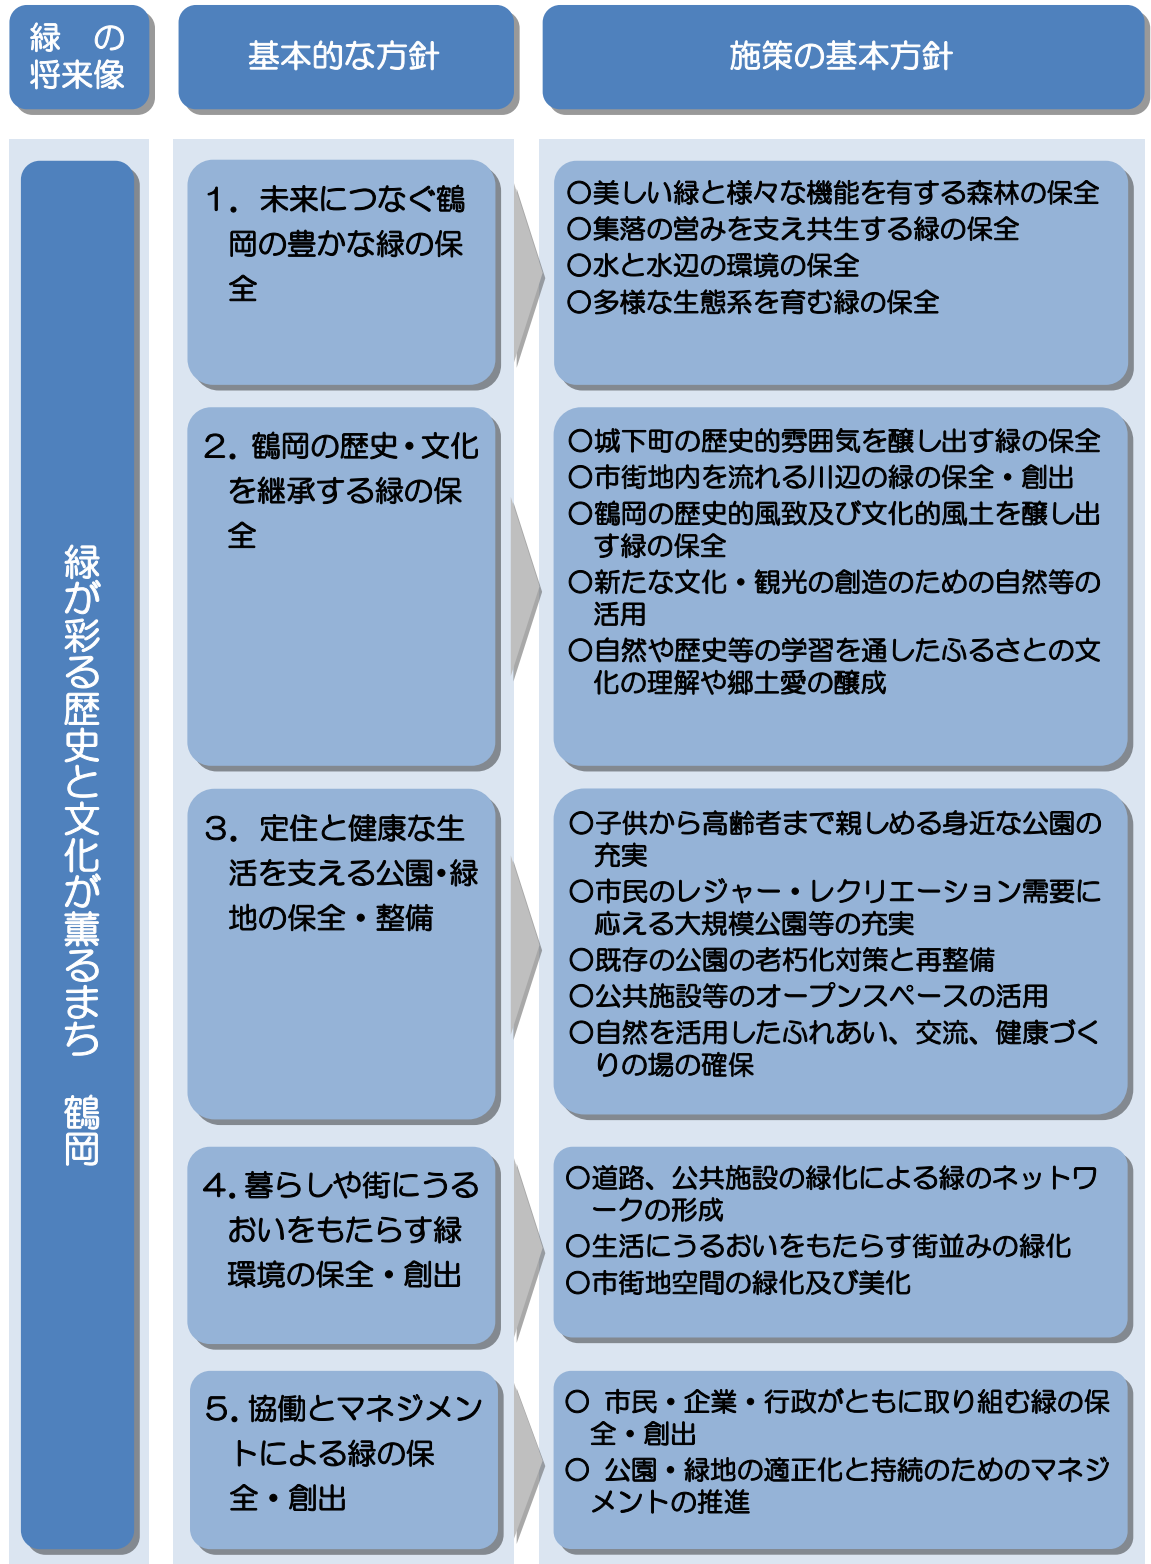 緑　の
将来像
基本的な方針
施策の基本方針
緑が彩る歴史と文化が薫るまち　鶴岡
１．未来につなぐ鶴
岡の豊かな緑の保
全
〇美しい緑と様々な機能を有する森林の保全
〇集落の営みを支え共生する緑の保全
〇水と水辺の環境の保全
〇多様な生態系を育む緑の保全
２．鶴岡の歴史・文化
を継承する緑の保
全
〇城下町の歴史的雰囲気を醸し出す緑の保全
〇市街地内を流れる川辺の緑の保全・創出
〇鶴岡の歴史的風致及び文化的風土を醸し出
す緑の保全
〇新たな文化・観光の創造のための自然等の
活用
〇自然や歴史等の学習を通したふるさとの文
化の理解や郷土愛の醸成
３．定住と健康な生
活を支える公園・緑
地の保全・整備
〇子供から高齢者まで親しめる身近な公園の
充実
〇市民のレジャー・レクリエーション需要に
応える大規模公園等の充実
〇既存の公園の老朽化対策と再整備
〇公共施設等のオープンスペースの活用
〇自然を活用したふれあい、交流、健康づく
りの場の確保
４．暮らしや街にうる
おいをもたらす緑
環境の保全・創出
〇道路、公共施設の緑化による緑のネットワ
ークの形成
〇生活にうるおいをもたらす街並みの緑化
〇市街地空間の緑化及び美化
５．協働とマネジメン
トによる緑の保
全・創出
〇 市民・企業・行政がともに取り組む緑の保
全・創出
〇 公園・緑地の適正化と持続のためのマネジ
メントの推進